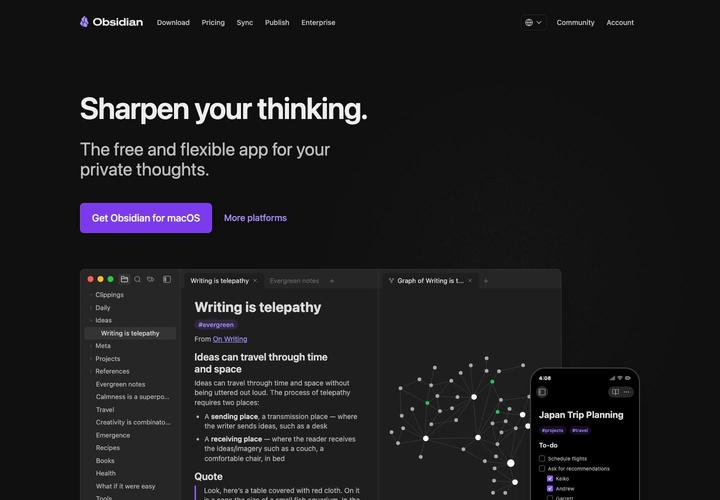 Obsidian
Download
Pricing
Sync
Publish
Enterprise
Community
Account
Sharpen your thinking.
The free and flexible app for your
private thoughts.
Get Obsidian for macOS
More platforms
Clippings
Daily
Ideas
Writing is telepathy
Meta
Projects
References
Evergreen notes
Calmness is a superpo...
Travel
Creativity is combinato...
Emergence
Recipes
Books
Health
What if it were easy
Tools
Writing is telepathy
Evergreen notes
Writing is telepathy
#evergreen
From On Writing
Ideas can travel through time
and space
Ideas can travel through time and space without
being uttered out loud. The process of telepathy
requires two places:
• A sending place, a transmission place — where
the writer sends ideas, such as a desk
• A receiving place — where the reader receives
the ideas/imagery such as a couch, a
comfortable chair, in bed
Quote
Look, here's a table covered with red cloth. On it
Graph of Writing is t...
4:08
Japan Trip Planning
#projects
#travel
To-do
Schedule flights
Ask for recommendations
Keiko
Andrew
Garrett